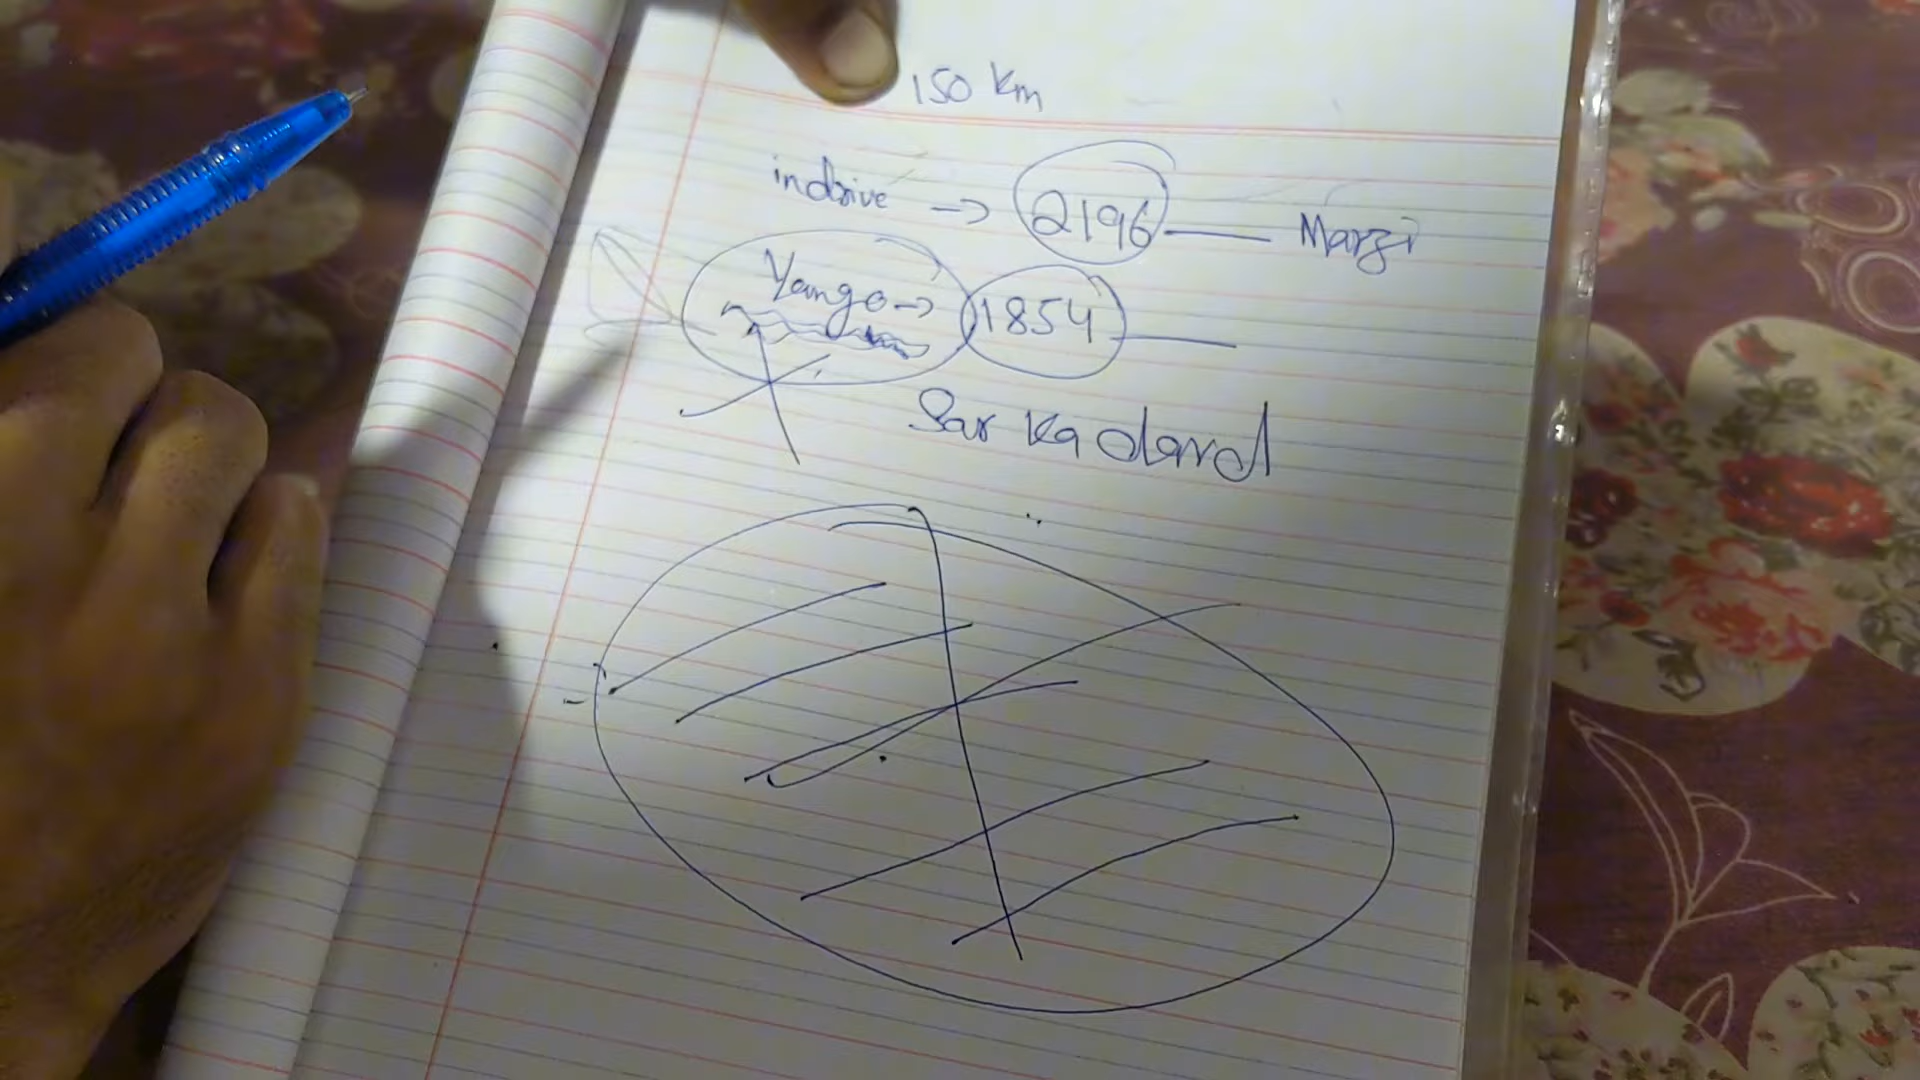 150 Km
indrive → 2196 — Marzi
Yango → 1854 —
Sar Ka dard